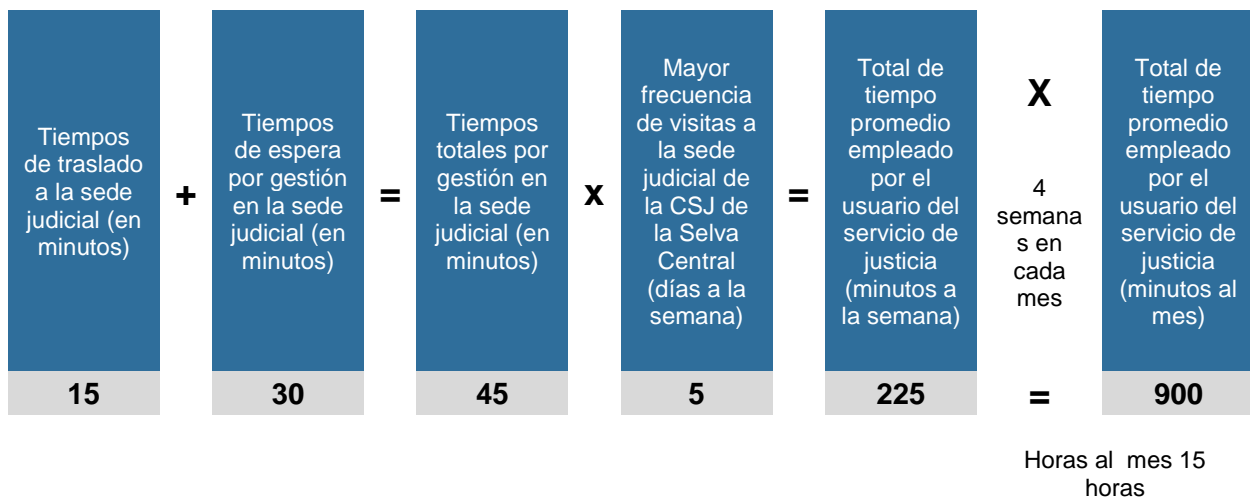 Tiempos
de traslado
a la sede
judicial (en
minutos)
+
Tiempos
de espera
por gestión
en la sede
judicial (en
minutos)
=
Tiempos
totales por
gestión en
la sede
judicial (en
minutos)
x
Mayor
frecuencia
de visitas a
la sede
judicial de
la CSJ de
la Selva
Central
(días a la
semana)
=
Total de
tiempo
promedio
empleado
por el
usuario del
servicio de
justicia
(minutos a
la semana)
X
4
semana
s en
cada
mes
Total de
tiempo
promedio
empleado
por el
usuario del
servicio de
justicia
(minutos al
mes)
15
30
45
5
225
=
900
Horas al mes 15
horas